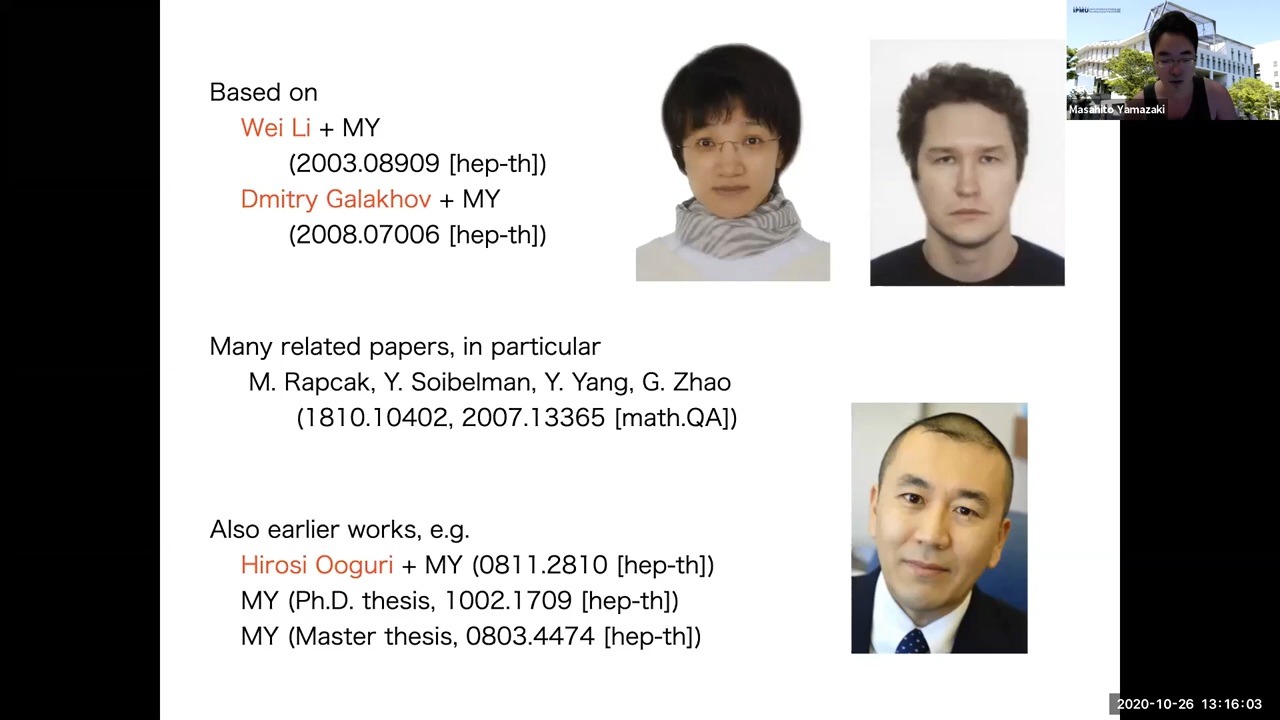 Based on
Wei Li + MY
(2003.08909 [hep-th])
Dmitry Galakhov + MY
(2008.07006 [hep-th])
Many related papers, in particular
M. Rapcak, Y. Soibelman, Y. Yang, G. Zhao
(1810.10402, 2007.13365 [math.QA])
Also earlier works, e.g.
Hirosi Ooguri + MY (0811.2810 [hep-th])
MY (Ph.D. thesis, 1002.1709 [hep-th])
MY (Master thesis, 0803.4474 [hep-th])
IPMU
Masahito Yamazaki
2020-10-26 13:16:03